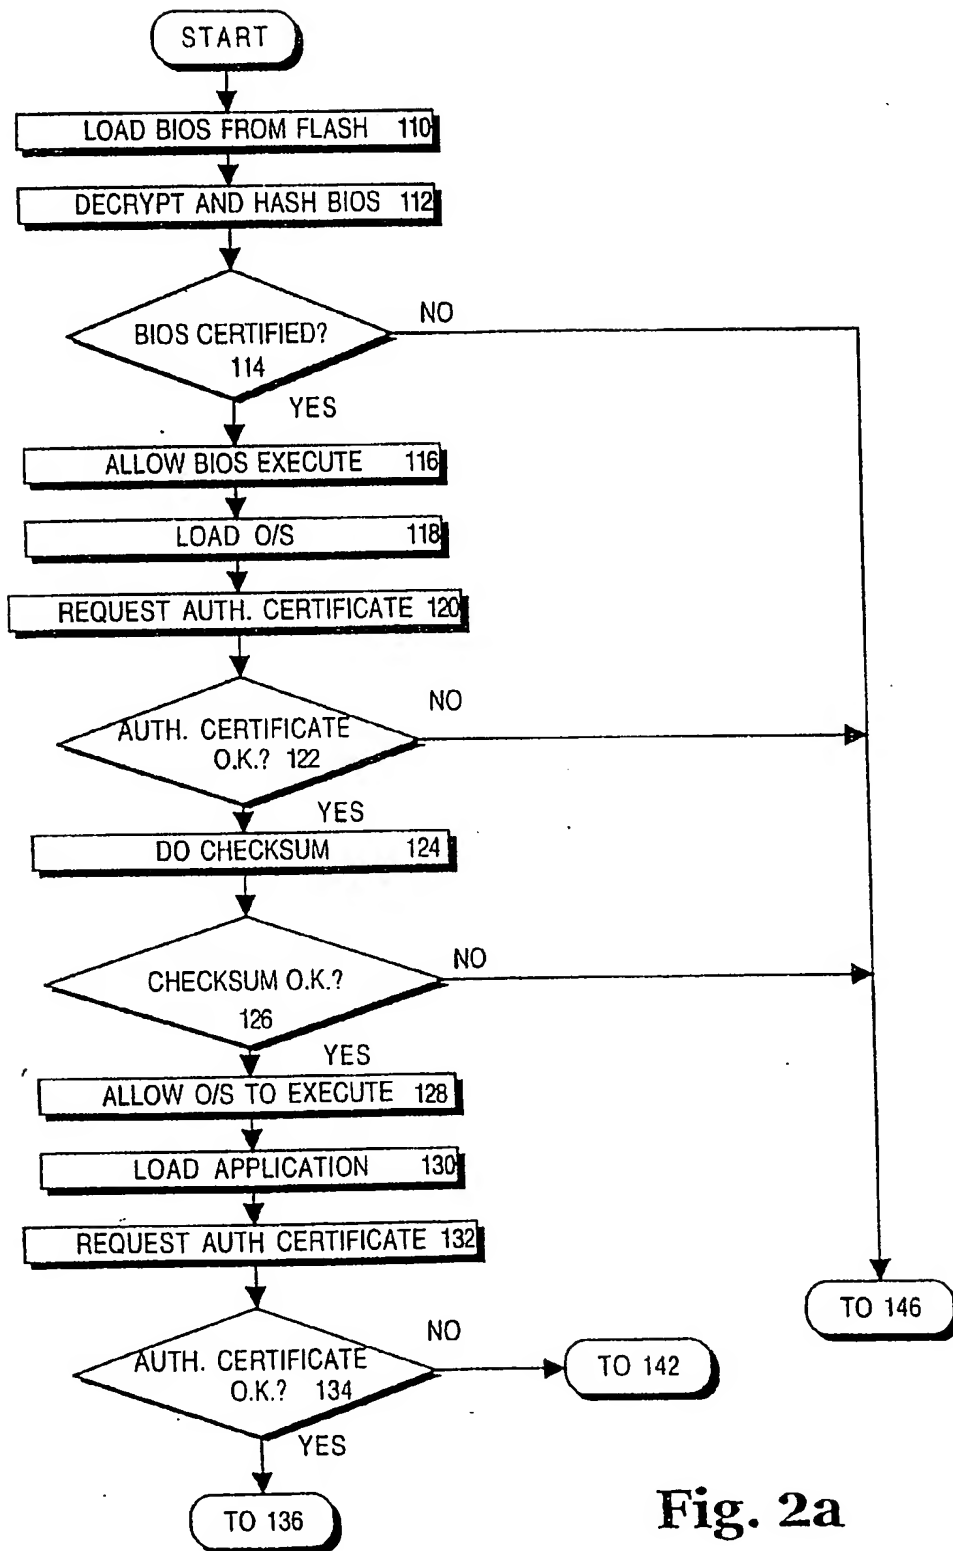 START
LOAD BIOS FROM FLASH 110
DECRYPT AND HASH BIOS 112
NO
BIOS CERTIFIED?
114
YES
ALLOW BIOS EXECUTE 116
LOAD O/S 118
REQUEST AUTH. CERTIFICATE 120
NO
AUTH. CERTIFICATE
O.K.? 122
YES
DO CHECKSUM 124
NO
CHECKSUM O.K.?
126
YES
ALLOW O/S TO EXECUTE 128
LOAD APPLICATION 130
REQUEST AUTH CERTIFICATE 132
TO 146
NO
AUTH. CERTIFICATE
O.K.? 134
TO 142
YES
TO 136
Fig. 2a